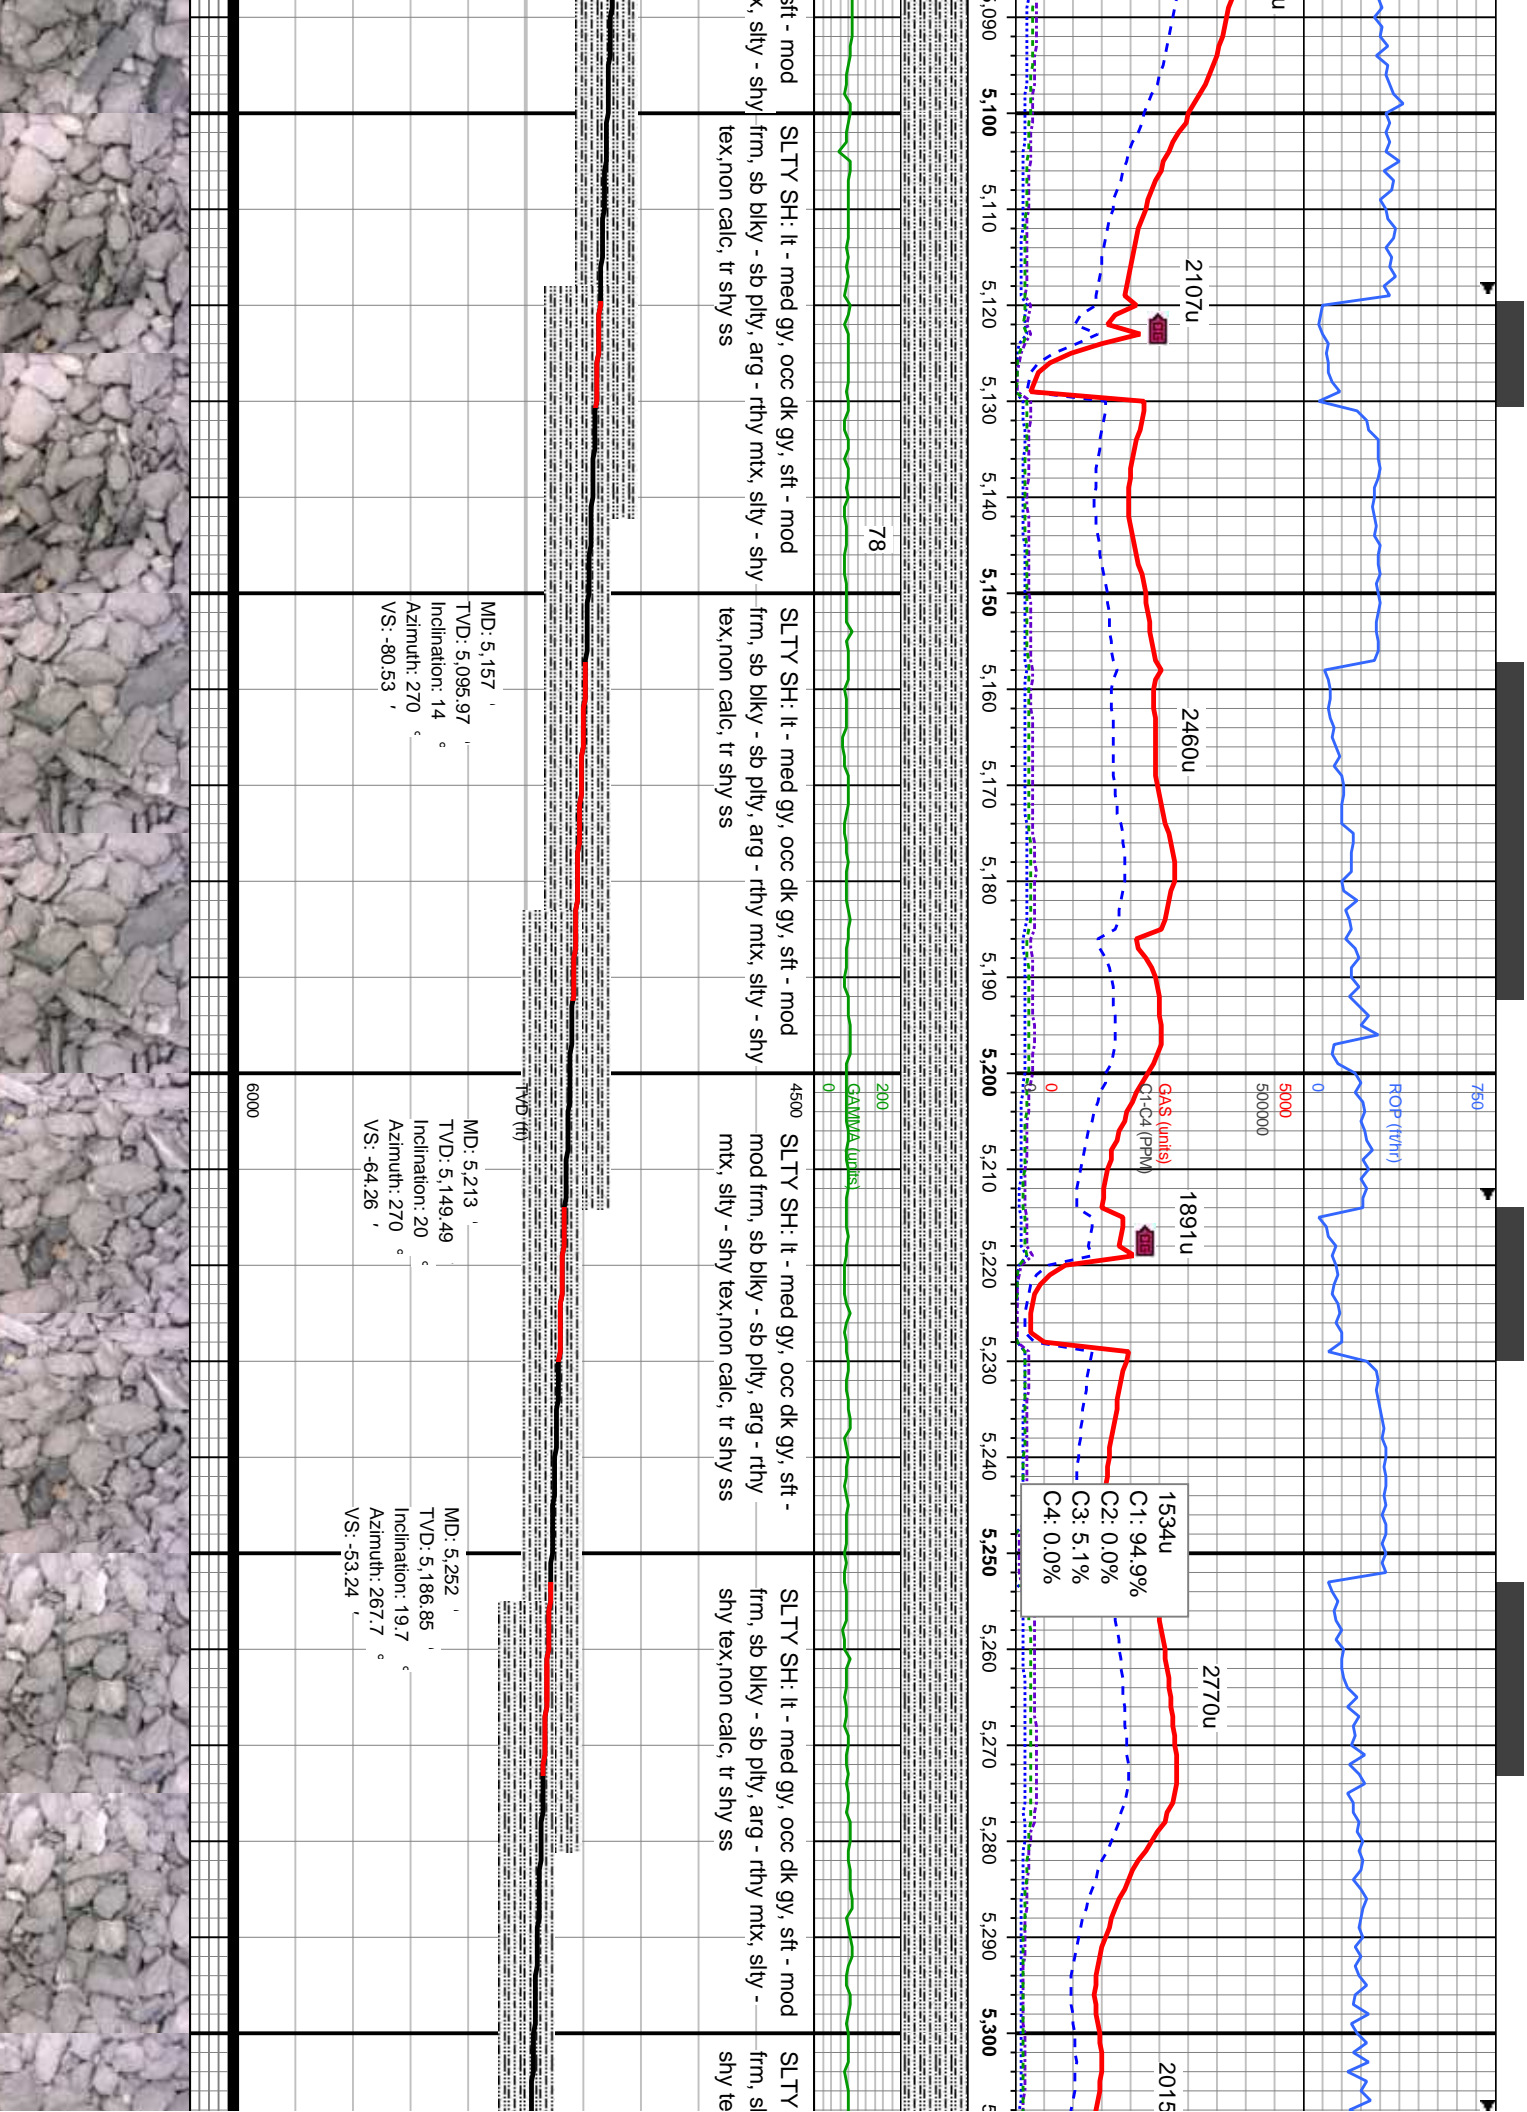 750
ROP (ft/hr)
0
5000
50000
GAS (units)
C1-C4 (PPM)
0
0
2107u
2460u
1891u
1534u
C1: 94.9%
C2: 0.0%
C3: 5.1%
C4: 0.0%
2770u
2015
5,100
5,110
5,120
5,130
5,140
5,150
5,160
5,170
5,180
5,190
5,200
5,210
5,220
5,230
5,240
5,250
5,260
5,270
5,280
5,290
5,300
78
200
GAMMA (units)
0
sft - mod
x, slty - shy
SLTY SH: lt - med gy, occ dk gy, sft - mod
frm, sb blky - sb plty, arg - rthy mtx, slty - shy
tex,non calc, tr shy ss
SLTY SH: lt - med gy, occ dk gy, sft - mod
frm, sb blky - sb plty, arg - rthy mtx, slty - shy
tex,non calc, tr shy ss
SLTY SH: lt - med gy, occ dk gy, sft -
mod frm, sb blky - sb plty, arg - rthy
mtx, slty - shy tex,non calc, tr shy ss
SLTY SH: lt - med gy, occ dk gy, sft - mod
frm, sb blky - sb plty, arg - rthy mtx, slty -
shy tex,non calc, tr shy ss
SLTY
frm, s
shy te
4500
TVD (ft)
6000
MD: 5,157 '
TVD: 5,095.97 '
Inclination: 14 °
Azimuth: 270 °
VS: -80.53 '
MD: 5,213 '
TVD: 5,149.49 '
Inclination: 20 °
Azimuth: 270 °
VS: -64.26 '
MD: 5,252 '
TVD: 5,186.85 '
Inclination: 19.7 °
Azimuth: 267.7 °
VS: -53.24 '